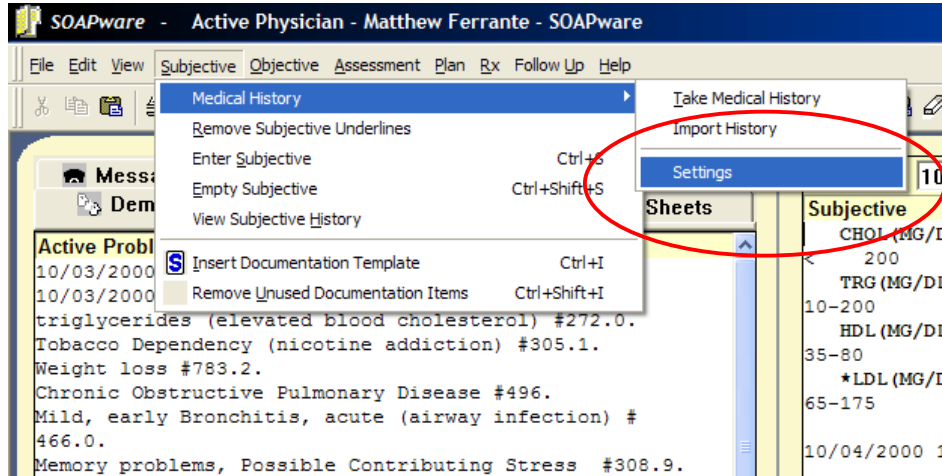 SOAPware - Active Physician - Matthew Ferrante - SOAPware
File Edit View Subjective Objective Assessment Plan Rx Follow Up Help
Medical History
Remove Subjective Underlines
Enter Subjective Ctrl+S
Empty Subjective Ctrl+Shift+S
View Subjective History
Insert Documentation Template Ctrl+I
Remove Unused Documentation Items Ctrl+Shift+I
Take Medical History
Import History
Settings
Sheets
10
Active Probl
10/03/2000
10/03/2000
triglycerides (elevated blood cholesterol) #272.0.
Tobacco Dependency (nicotine addiction) #305.1.
Weight loss #783.2.
Chronic Obstructive Pulmonary Disease #496.
Mild, early Bronchitis, acute (airway infection) #
466.0.
Memory problems, Possible Contributing Stress #308.9.
Subjective
CHOL(MG/D
< 200
TRG(MG/DI
10-200
HDL(MG/DI
35-80
*LDL(MG/D
65-175
10/04/2000 1